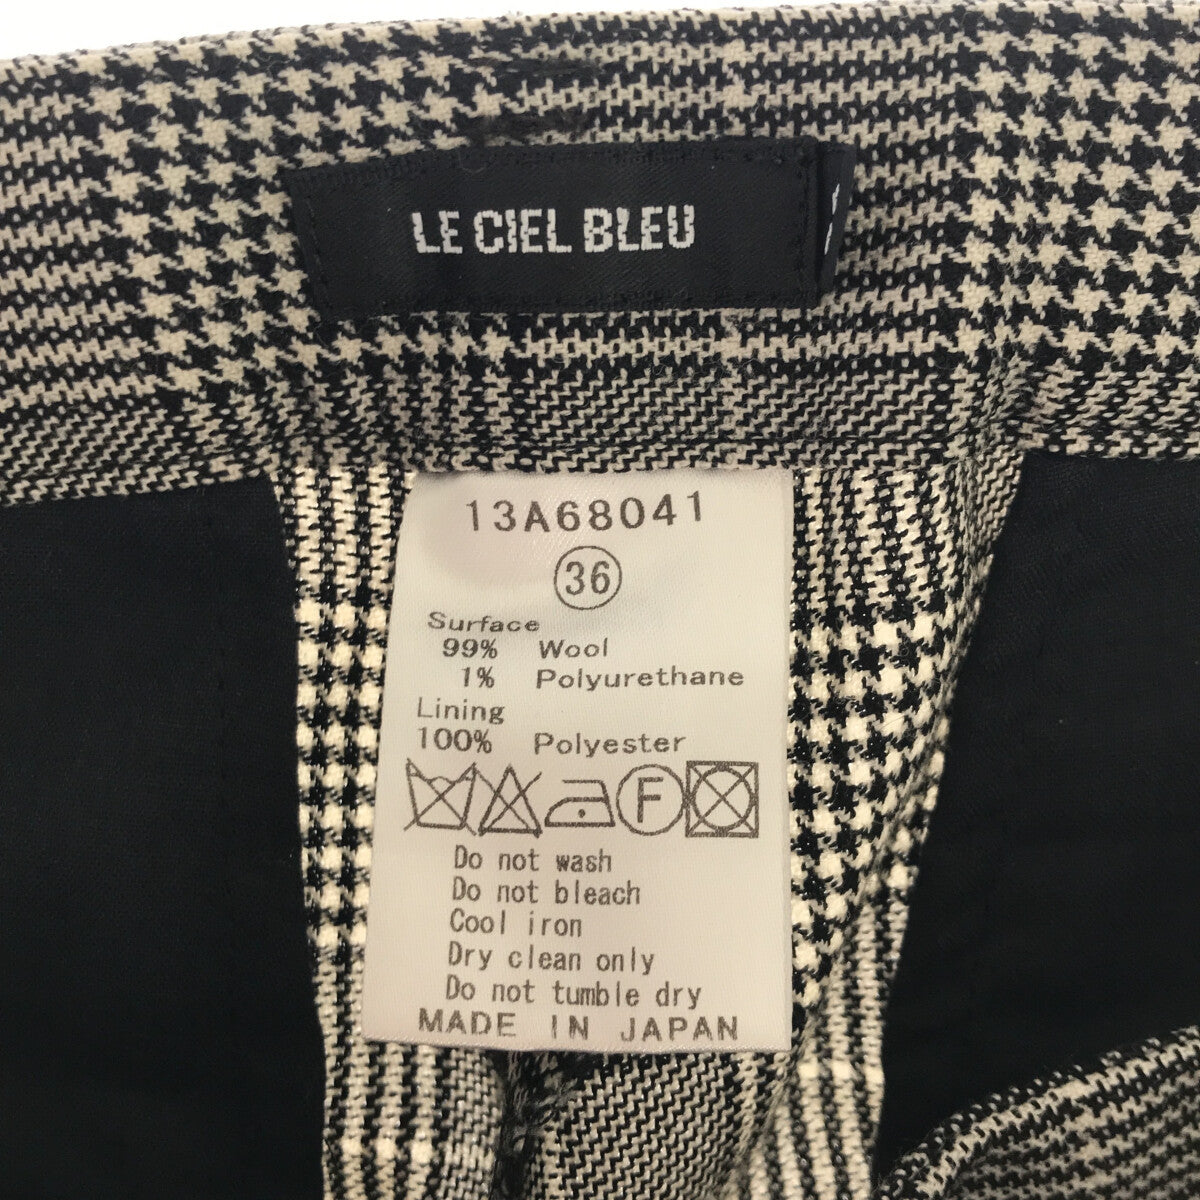 LE CIEL BLEU
13A68041
36
Surface
99% Wool
1% Polyurethane
Lining
100% Polyester
F
Do not wash
Do not bleach
Cool iron
Dry clean only
Do not tumble dry
MADE IN JAPAN